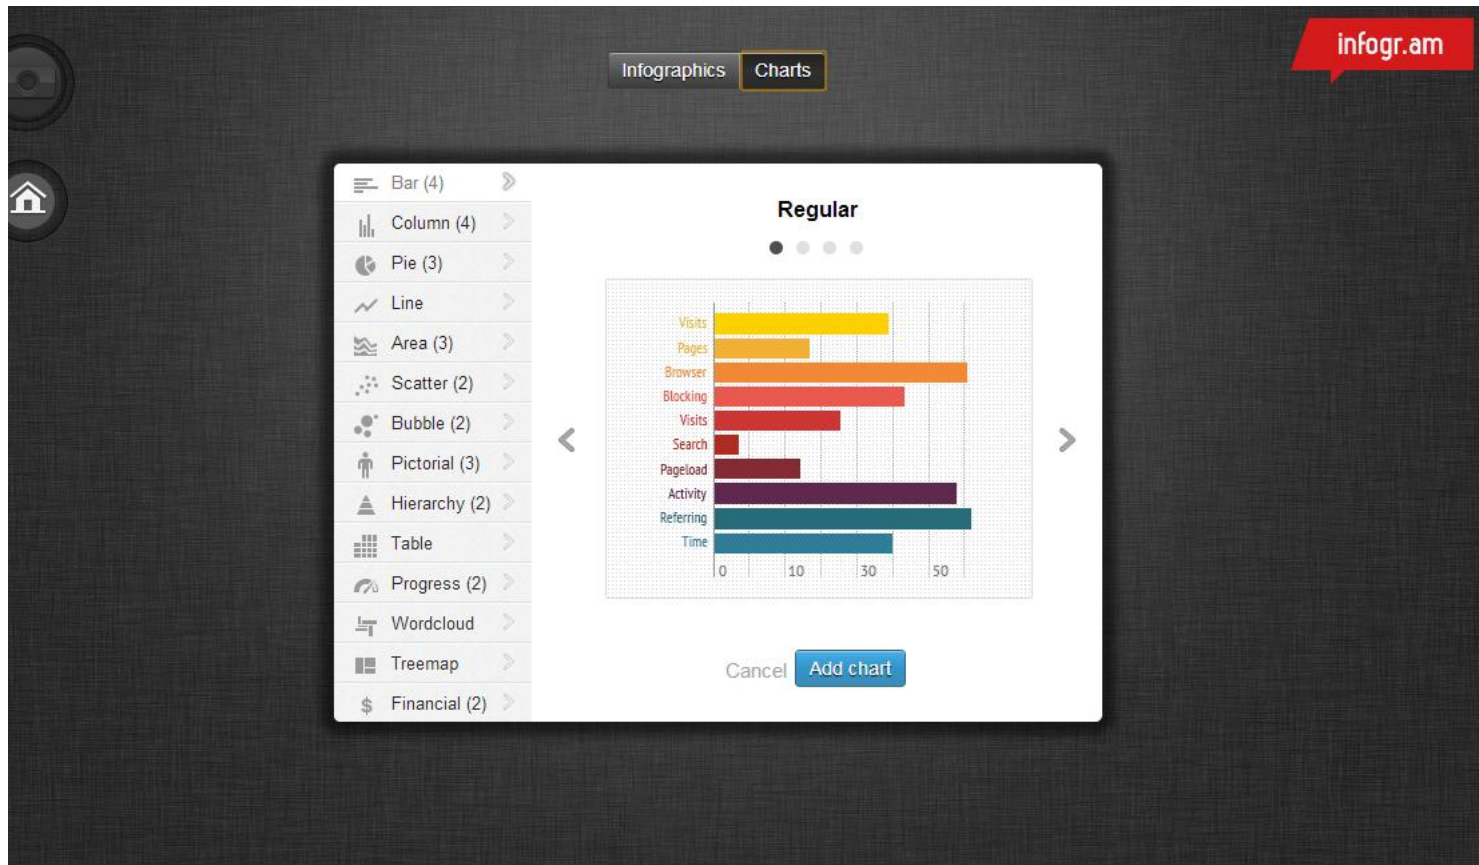 infogr.am
Infographics Charts
Bar (4)
Column (4)
Pie (3)
Line
Area (3)
Scatter (2)
Bubble (2)
Pictorial (3)
Hierarchy (2)
Table
Progress (2)
Wordcloud
Treemap
$ Financial (2)
Regular
Visits
Pages
Browser
Blocking
Visits
Search
Pageload
Activity
Referring
Time
0 10 30 50
Cancel Add chart